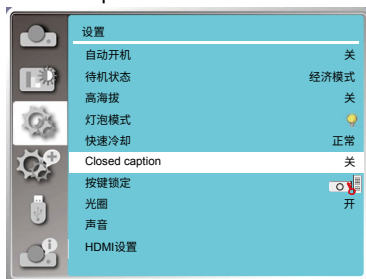 设置
自动开机 关
待机状态 经济模式
高海拔 关
灯泡模式
快速冷却 正常
Closed caption 关
按键锁定
光圈 开
声音
HDMI设置